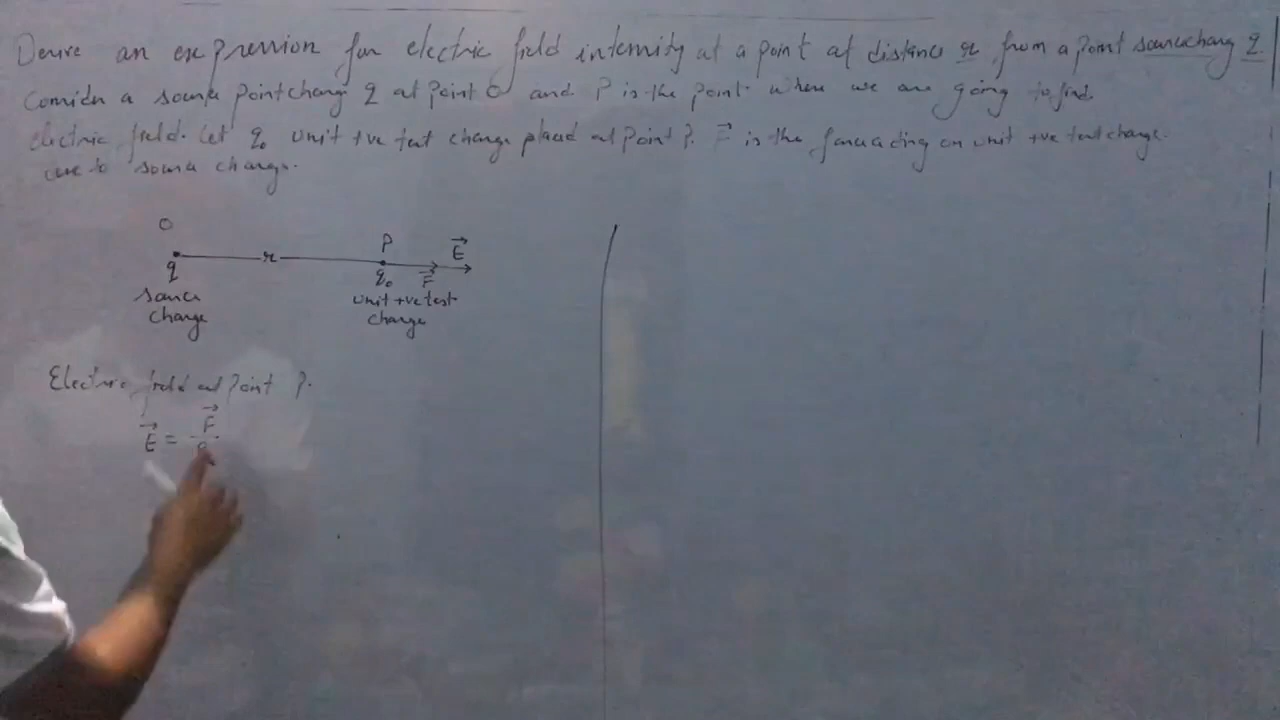 Derive an expression for electric field intensity at a point at distance r from a point source charge q.
Consider a source point charge q at point O and P is the point where we are going to find
electric field. Let q₀ unit +ve test charge placed at point P. F⃗ is the force acting on unit +ve test charge
due to source charge.
O
P
E⃗
r
q
q₀
F⃗
source
charge
unit +ve test
charge
Electric field at Point P.
E⃗ = F⃗